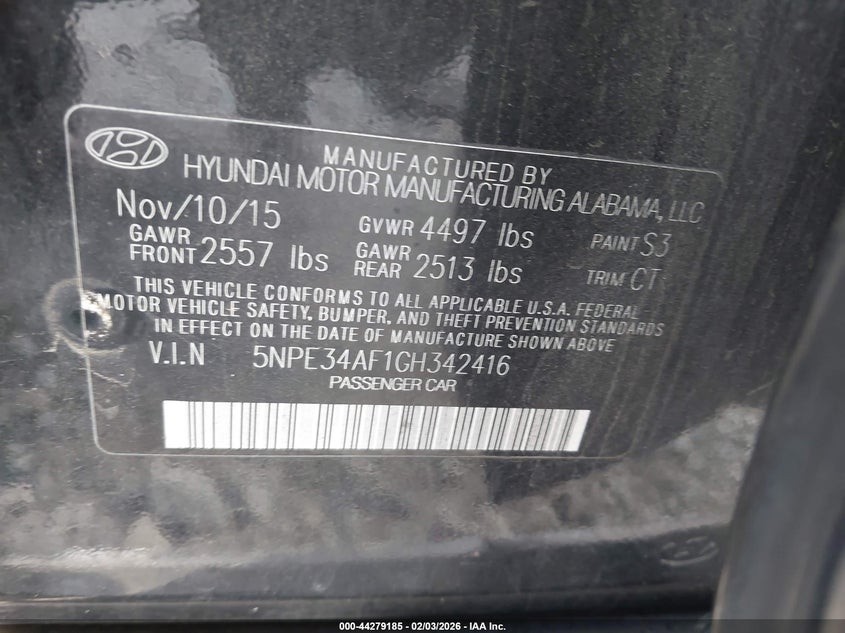 MANUFACTURED BY
HYUNDAI MOTOR MANUFACTURING ALABAMA, LLC
Nov/10/15 GVWR 4497 lbs PAINT S3
GAWR FRONT 2557 lbs GAWR REAR 2513 lbs TRIM CT
THIS VEHICLE CONFORMS TO ALL APPLICABLE U.S.A. FEDERAL
MOTOR VEHICLE SAFETY, BUMPER, AND THEFT PREVENTION STANDARDS
IN EFFECT ON THE DATE OF MANUFACTURE SHOWN ABOVE
V.I.N 5NPE34AF1GH342416
PASSENGER CAR
000-44279185 - 02/03/2026 - IAA Inc.